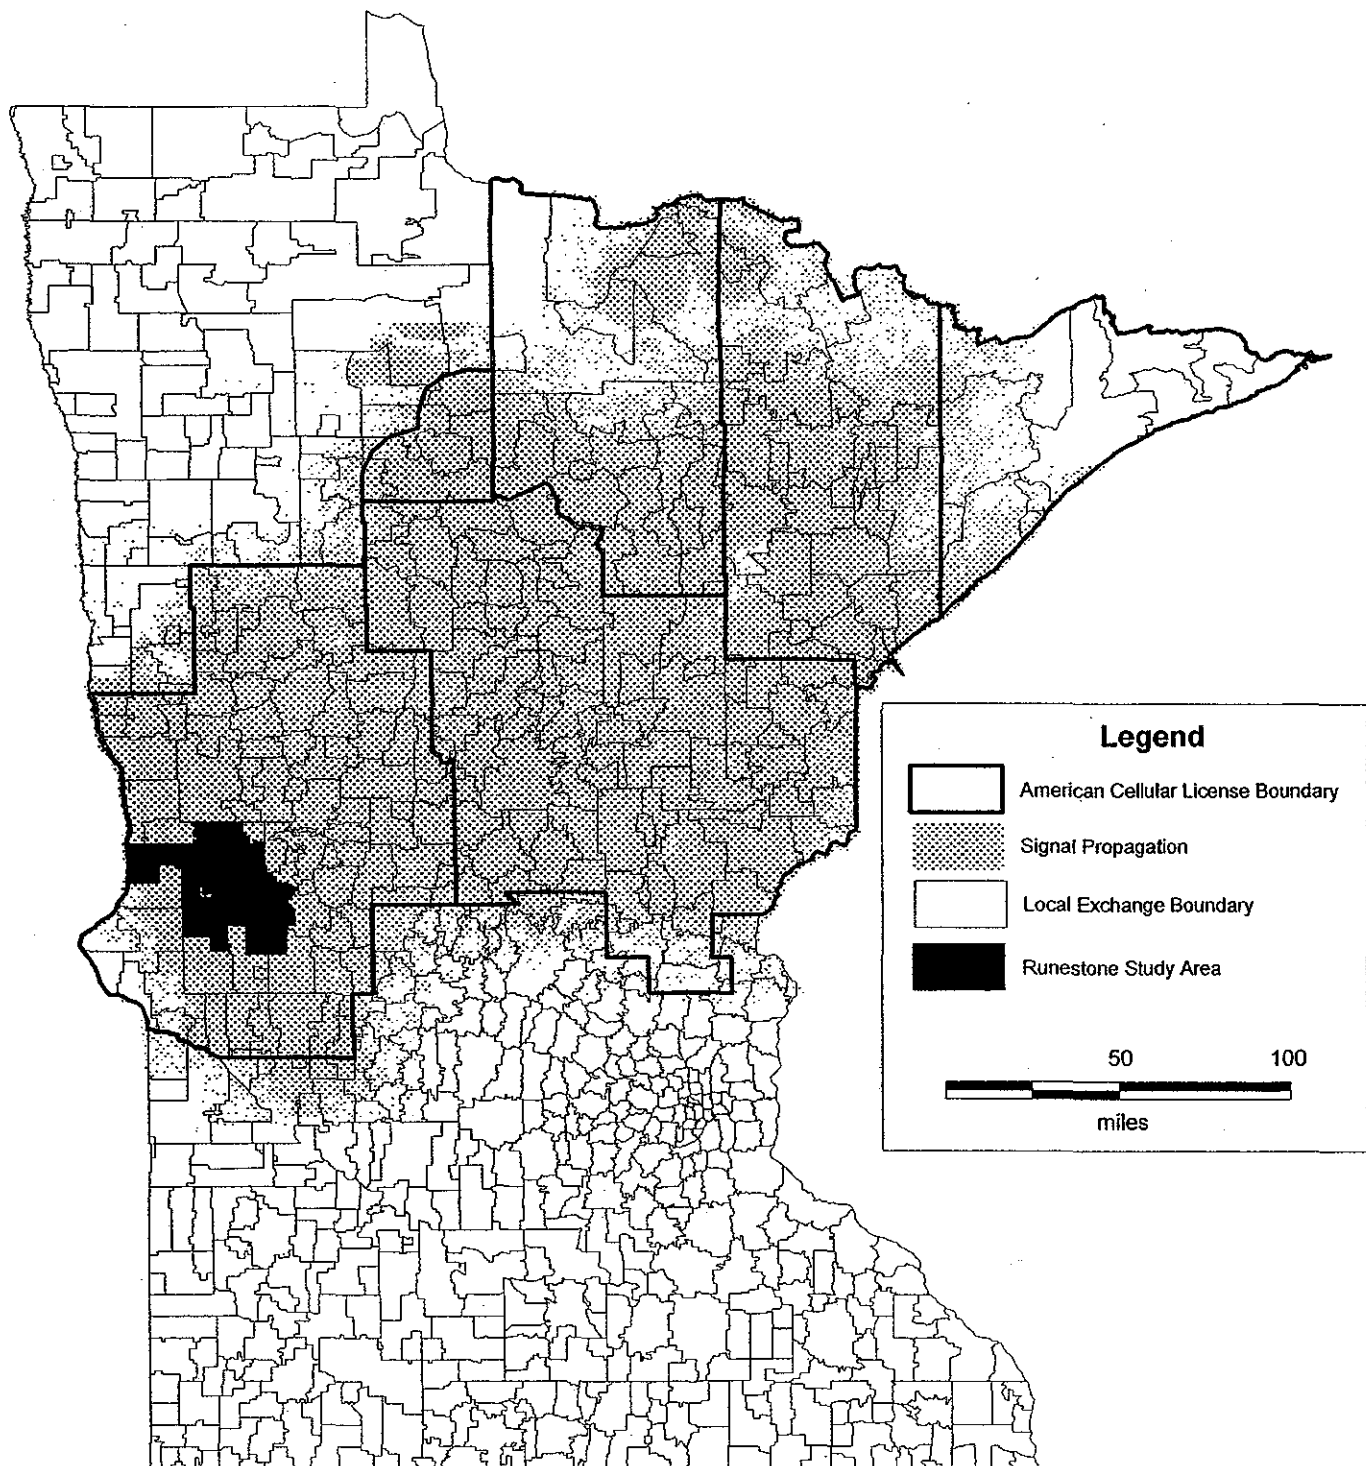 Legend
American Cellular License Boundary
Signal Propagation
Local Exchange Boundary
Runestone Study Area
50 100
miles